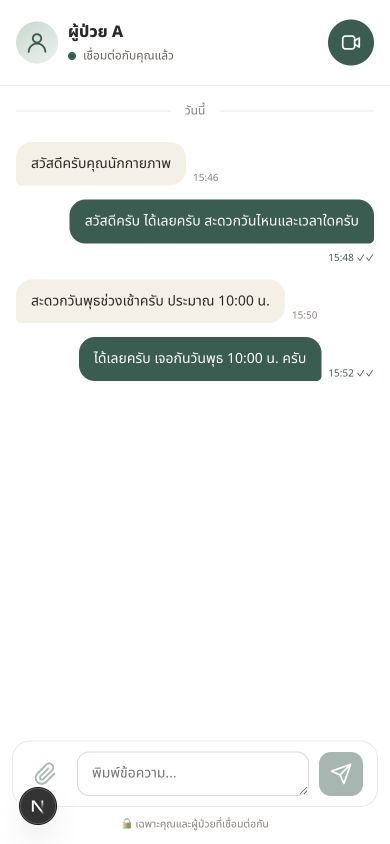 ผู้ป่วย A
เชื่อมต่อกับคุณแล้ว
วันนี้
สวัสดีครับคุณนักกายภาพ
15:46
สวัสดีครับ ได้เลยครับ สะดวกวันไหนและเวลาใดครับ
15:48 ✓✓
สะดวกวันพุธช่วงเช้าครับ ประมาณ 10:00 น.
15:50
ได้เลยครับ เจอกันวันพุธ 10:00 น. ครับ
15:52 ✓✓
พิมพ์ข้อความ...
N
🔒 เฉพาะคุณและผู้ป่วยที่เชื่อมต่อกัน